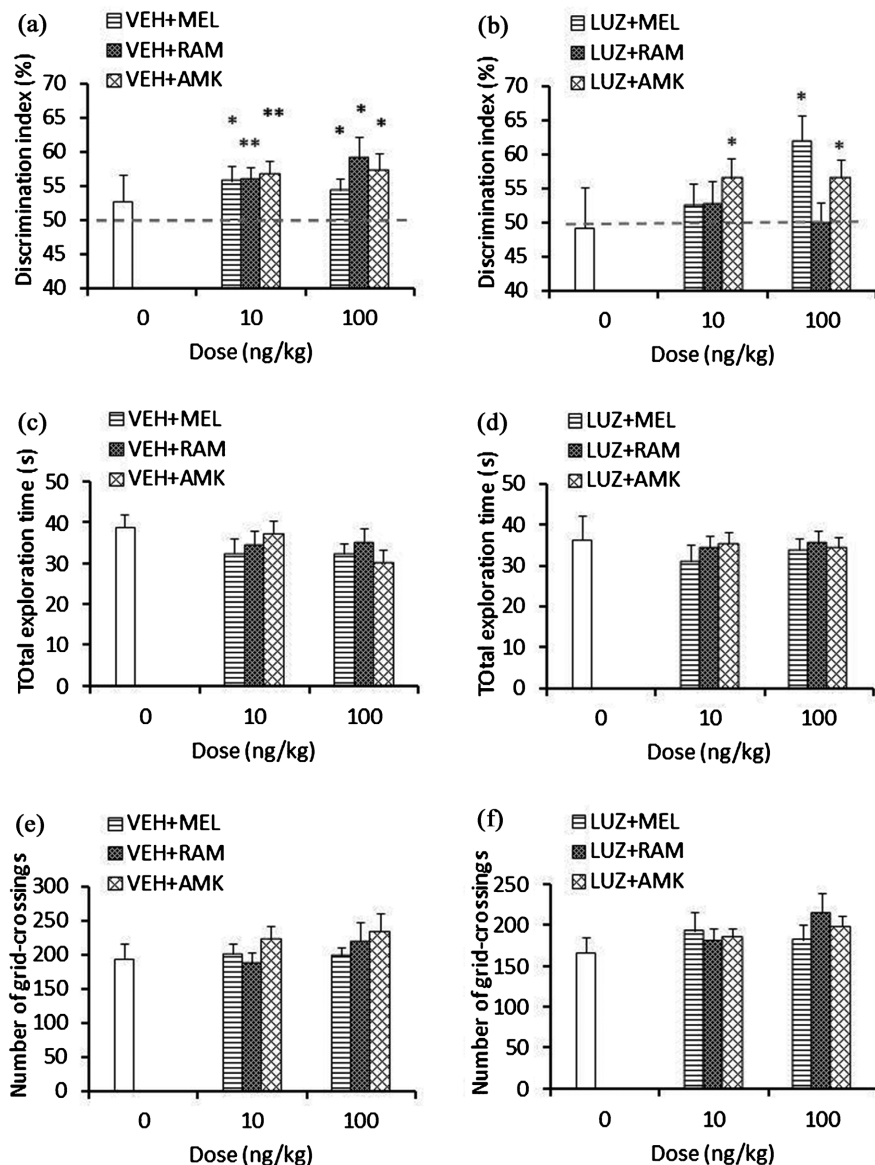 (a)
VEH+MEL
VEH+RAM
VEH+AMK
Discrimination index (%)
70
65
60
55
50
45
40
* ** ** * * *
0 10 100
Dose (ng/kg)
(b)
LUZ+MEL
LUZ+RAM
LUZ+AMK
Discrimination index (%)
70
65
60
55
50
45
40
* * *
0 10 100
Dose (ng/kg)
(c)
VEH+MEL
VEH+RAM
VEH+AMK
TOtal exploration time (s)
50
40
30
20
10
0
0 10 100
Dose (ng/kg)
(d)
LUZ+MEL
LUZ+RAM
LUZ+AMK
TOtal exploration time (s)
50
40
30
20
10
0
0 10 100
Dose (ng/kg)
(e)
VEH+MEL
VEH+RAM
VEH+AMK
Number of grid-crossings
300
250
200
150
100
50
0
0 10 100
Dose (ng/kg)
(f)
LUZ+MEL
LUZ+RAM
LUZ+AMK
Number of grid-crossings
250
200
150
100
50
0
0 10 100
Dose (ng/kg)